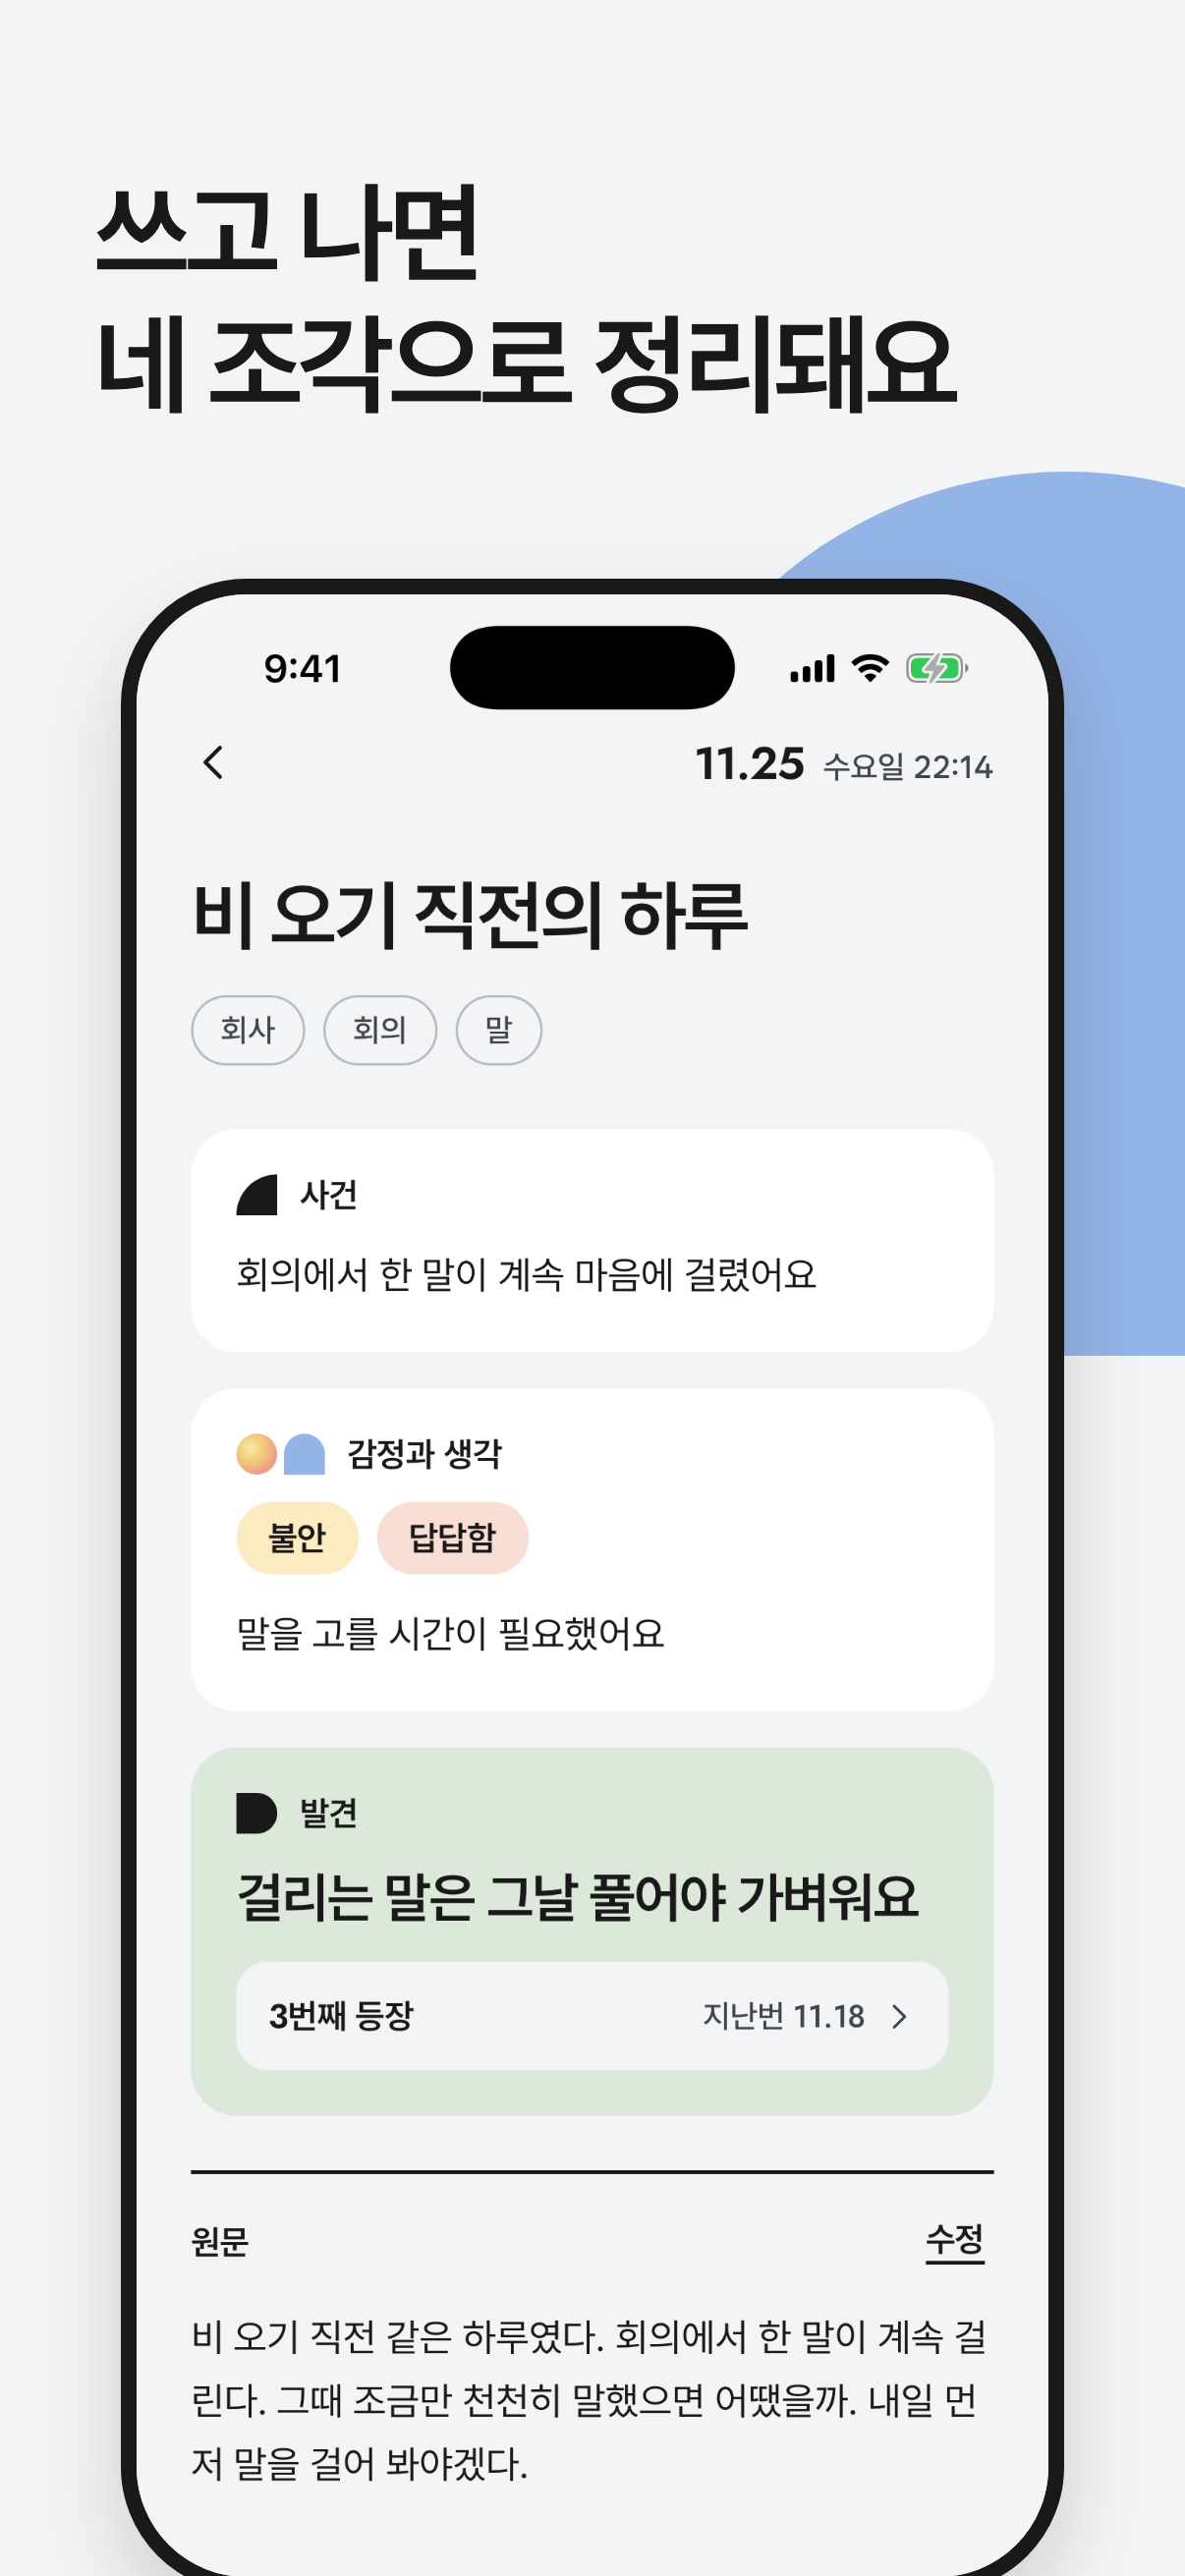 쓰고 나면
네 조각으로 정리돼요
9:41
11.25 수요일 22:14
비 오기 직전의 하루
회사 회의 말
사건
회의에서 한 말이 계속 마음에 걸렸어요
감정과 생각
불안 답답함
말을 고를 시간이 필요했어요
발견
걸리는 말은 그날 풀어야 가벼워요
3번째 등장 지난번 11.18
원문 수정
비 오기 직전 같은 하루였다. 회의에서 한 말이 계속 걸
린다. 그때 조금만 천천히 말했으면 어땠을까. 내일 먼
저 말을 걸어 봐야겠다.